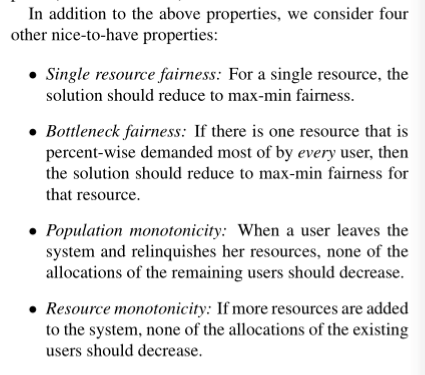 In addition to the above properties, we consider four
other nice-to-have properties:
• Single resource fairness: For a single resource, the
solution should reduce to max-min fairness.
• Bottleneck fairness: If there is one resource that is
percent-wise demanded most of by every user, then
the solution should reduce to max-min fairness for
that resource.
• Population monotonicity: When a user leaves the
system and relinquishes her resources, none of the
allocations of the remaining users should decrease.
• Resource monotonicity: If more resources are added
to the system, none of the allocations of the existing
users should decrease.